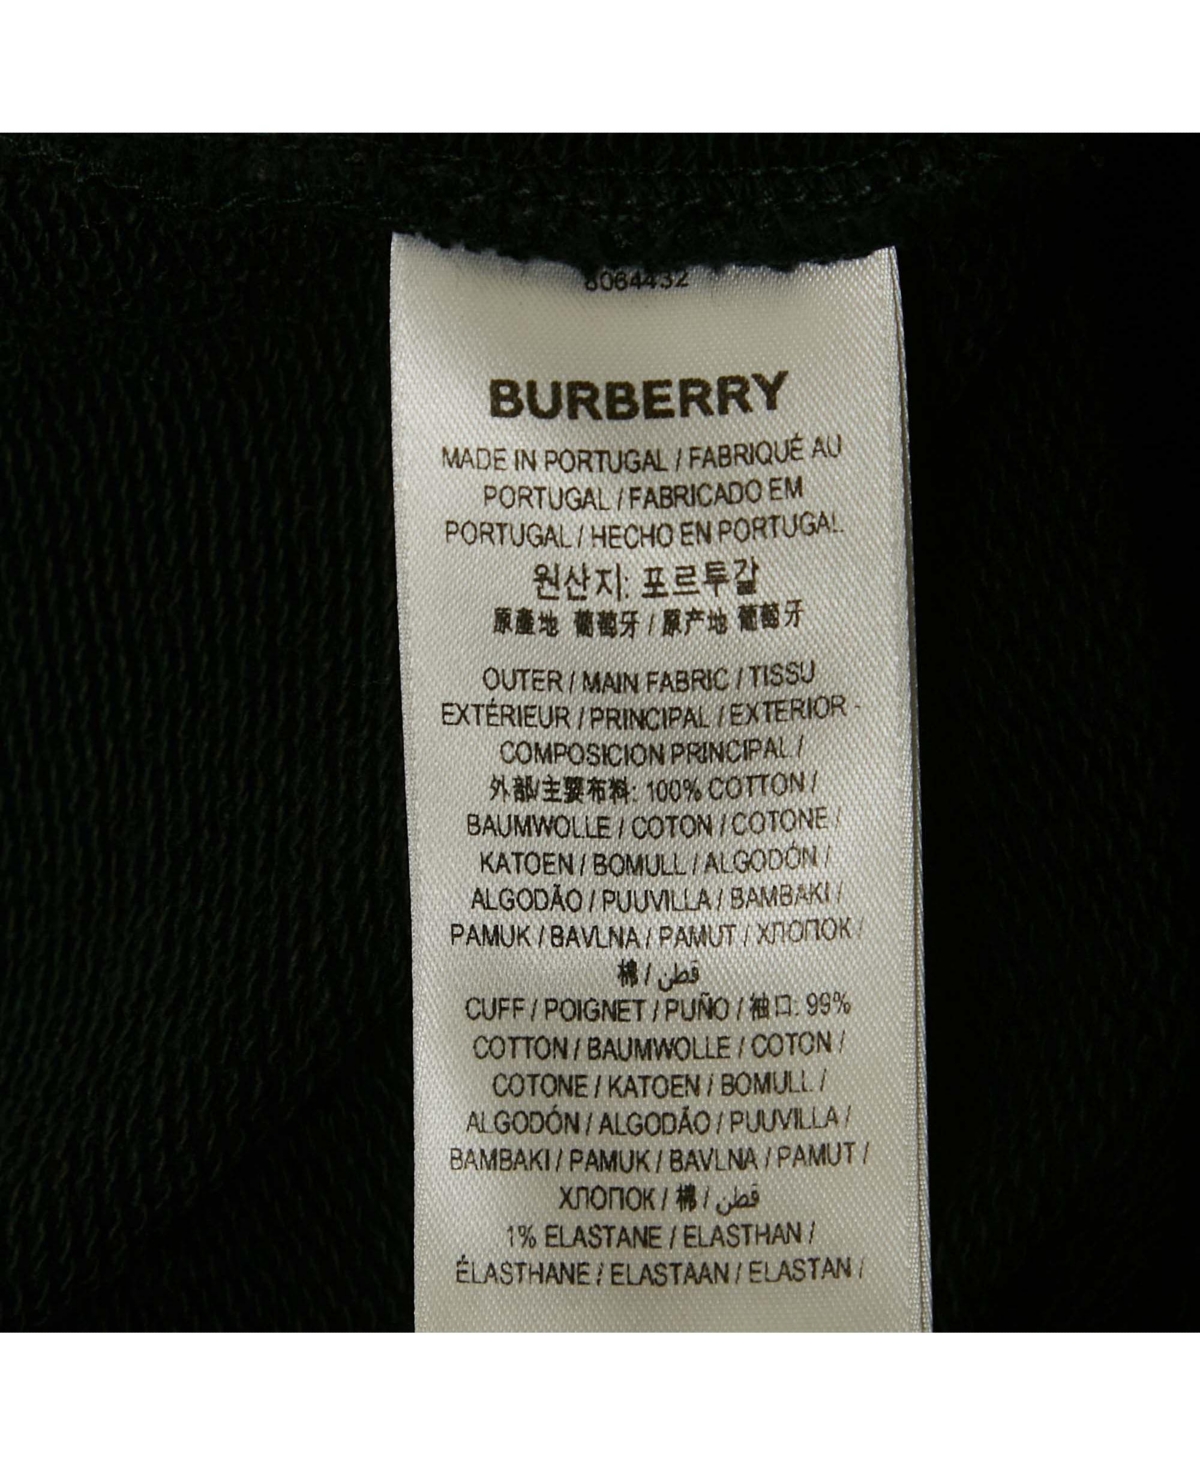 8064432
BURBERRY
MADE IN PORTUGAL / FABRIQUÉ AU
PORTUGAL / FABRICADO EM
PORTUGAL / HECHO EN PORTUGAL
원산지: 포르투갈
原產地 葡萄牙 / 原产地 葡萄牙
OUTER / MAIN FABRIC / TISSU
EXTÉRIEUR / PRINCIPAL / EXTERIOR -
COMPOSICION PRINCIPAL /
外部/主要布料: 100% COTTON /
BAUMWOLLE / COTON / COTONE /
KATOEN / BOMULL / ALGODÓN /
ALGODÃO / PUUVILLA / BAMBAKI /
PAMUK / BAVLNA / PAMUT / ХЛОПОК /
棉 / قطن
CUFF / POIGNET / PUÑO / 袖口: 99%
COTTON / BAUMWOLLE / COTON /
COTONE / KATOEN / BOMULL /
ALGODÓN / ALGODÃO / PUUVILLA /
BAMBAKI / PAMUK / BAVLNA / PAMUT /
ХЛОПОК / 棉 / قطن
1% ELASTANE / ELASTHAN /
ÉLASTHANE / ELASTAAN / ELASTAN /